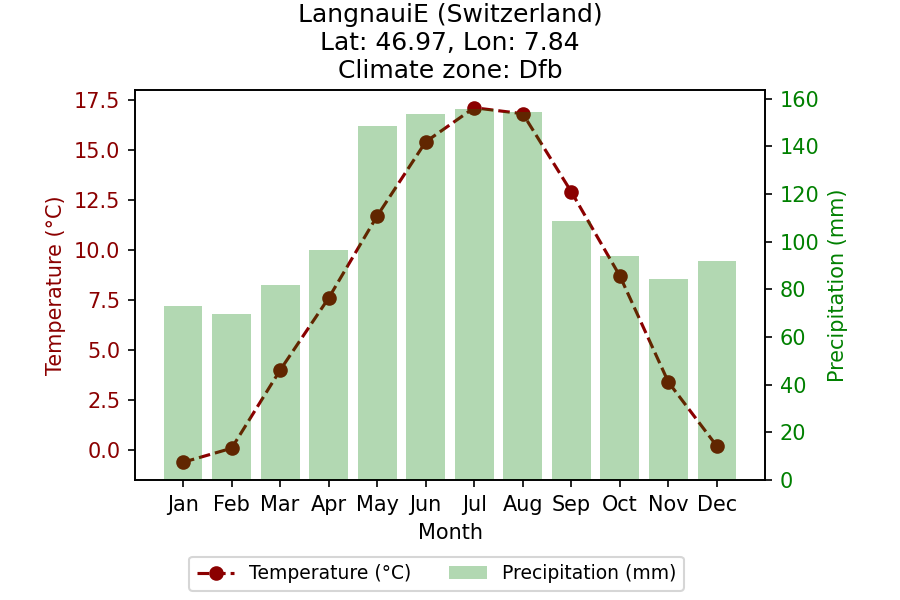 LangnauiE (Switzerland)
Lat: 46.97, Lon: 7.84
Climate zone: Dfb
17.5
15.0
12.5
10.0
7.5
5.0
2.5
0.0
Temperature (°C)
160
140
120
100
80
60
40
20
0
Precipitation (mm)
Jan Feb Mar Apr May Jun Jul Aug Sep Oct Nov Dec
Month
Temperature (°C) Precipitation (mm)